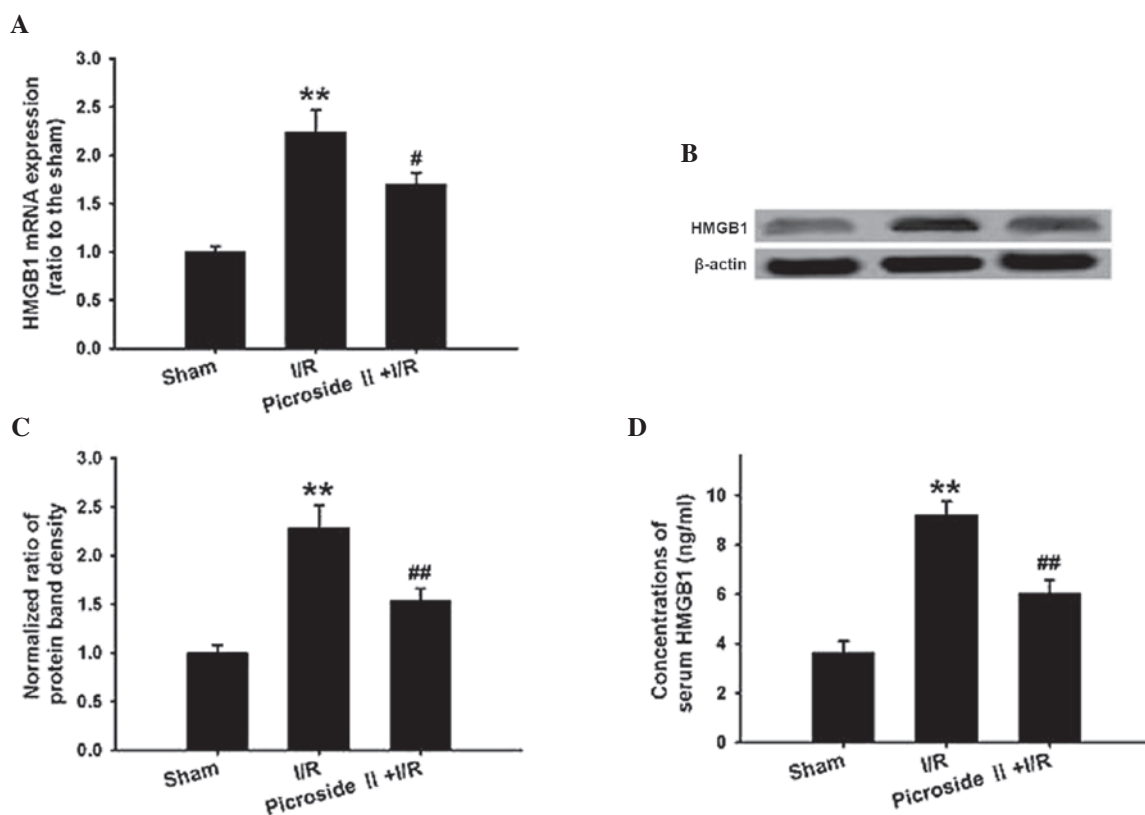 A
HMGB1 mRNA expression
(ratio to the sham)
3.0
2.5
2.0
1.5
1.0
0.5
0.0
**
#
Sham
I/R
Picroside II +I/R
B
HMGB1
β-actin
C
Normalized ratio of
protein band density
3.0
2.5
2.0
1.5
1.0
0.5
0.0
**
##
Sham
I/R
Picroside II +I/R
D
Concentrations of
serum HMGB1 (ng/ml)
10
8
6
4
2
0
**
##
Sham
I/R
Picroside II +I/R